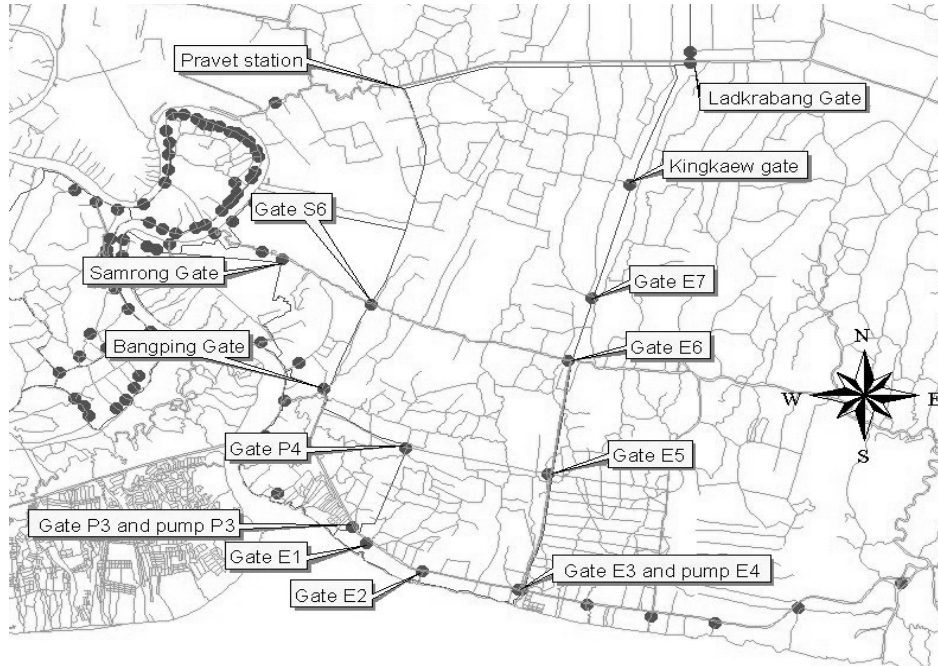 Pravet station
Ladkrabang Gate
Kingkaew gate
Gate S6
Samrong Gate
Gate E7
Bangping Gate
Gate E6
N
W
E
S
Gate P4
Gate E5
Gate P3 and pump P3
Gate E1
Gate E3 and pump E4
Gate E2